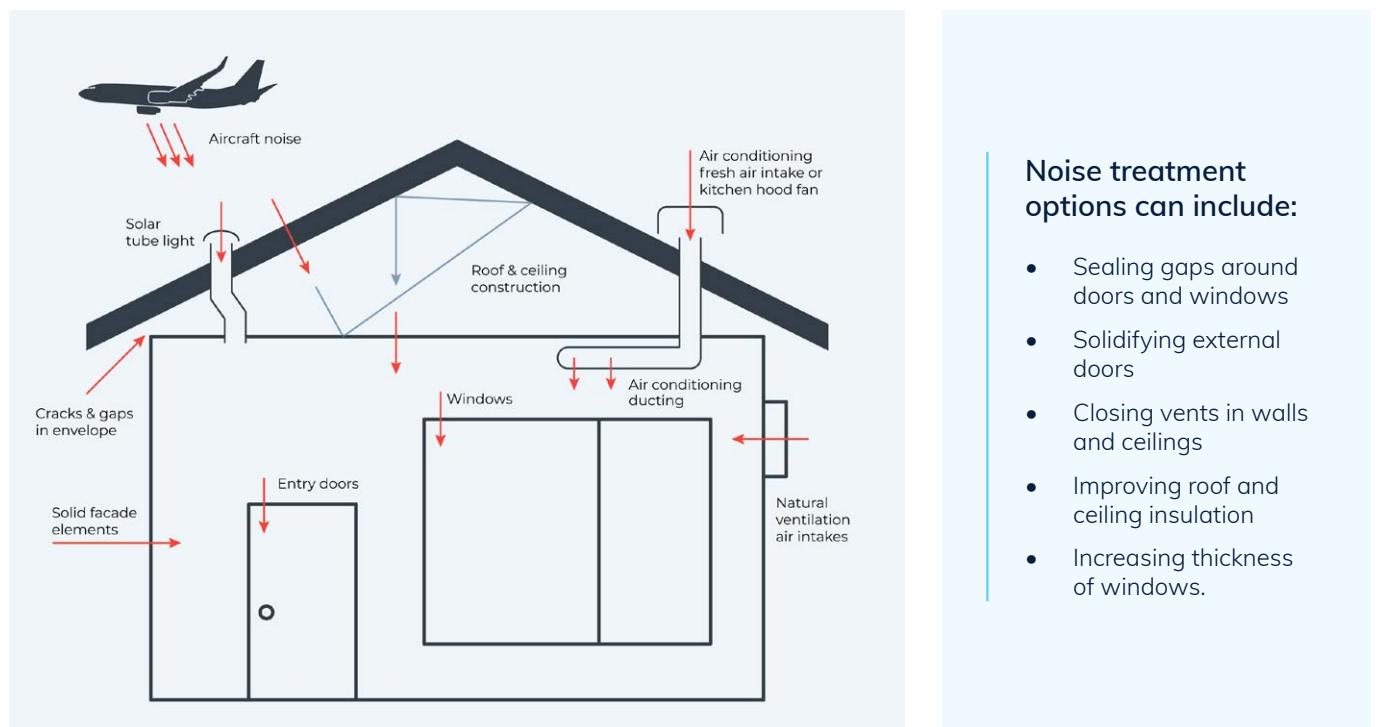 Aircraft noise
Air conditioning
fresh air intake or
kitchen hood fan
Solar
tube light
Roof & ceiling
construction
Air conditioning
ducting
Windows
Cracks & gaps
in envelope
Entry doors
Solid facade
elements
Natural
ventilation
air intakes
Noise treatment
options can include:
• Sealing gaps around
doors and windows
• Solidifying external
doors
• Closing vents in walls
and ceilings
• Improving roof and
ceiling insulation
• Increasing thickness
of windows.